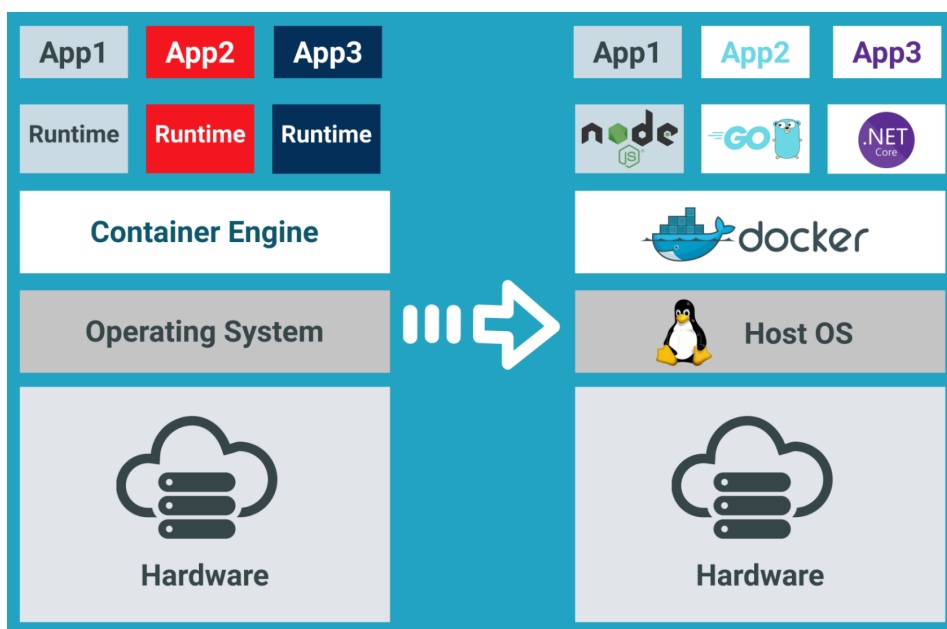 App1 App2 App3
Runtime Runtime Runtime
Container Engine
Operating System
Hardware
App1 App2 App3
node
JS
GO
.NET
Core
docker
Host OS
Hardware